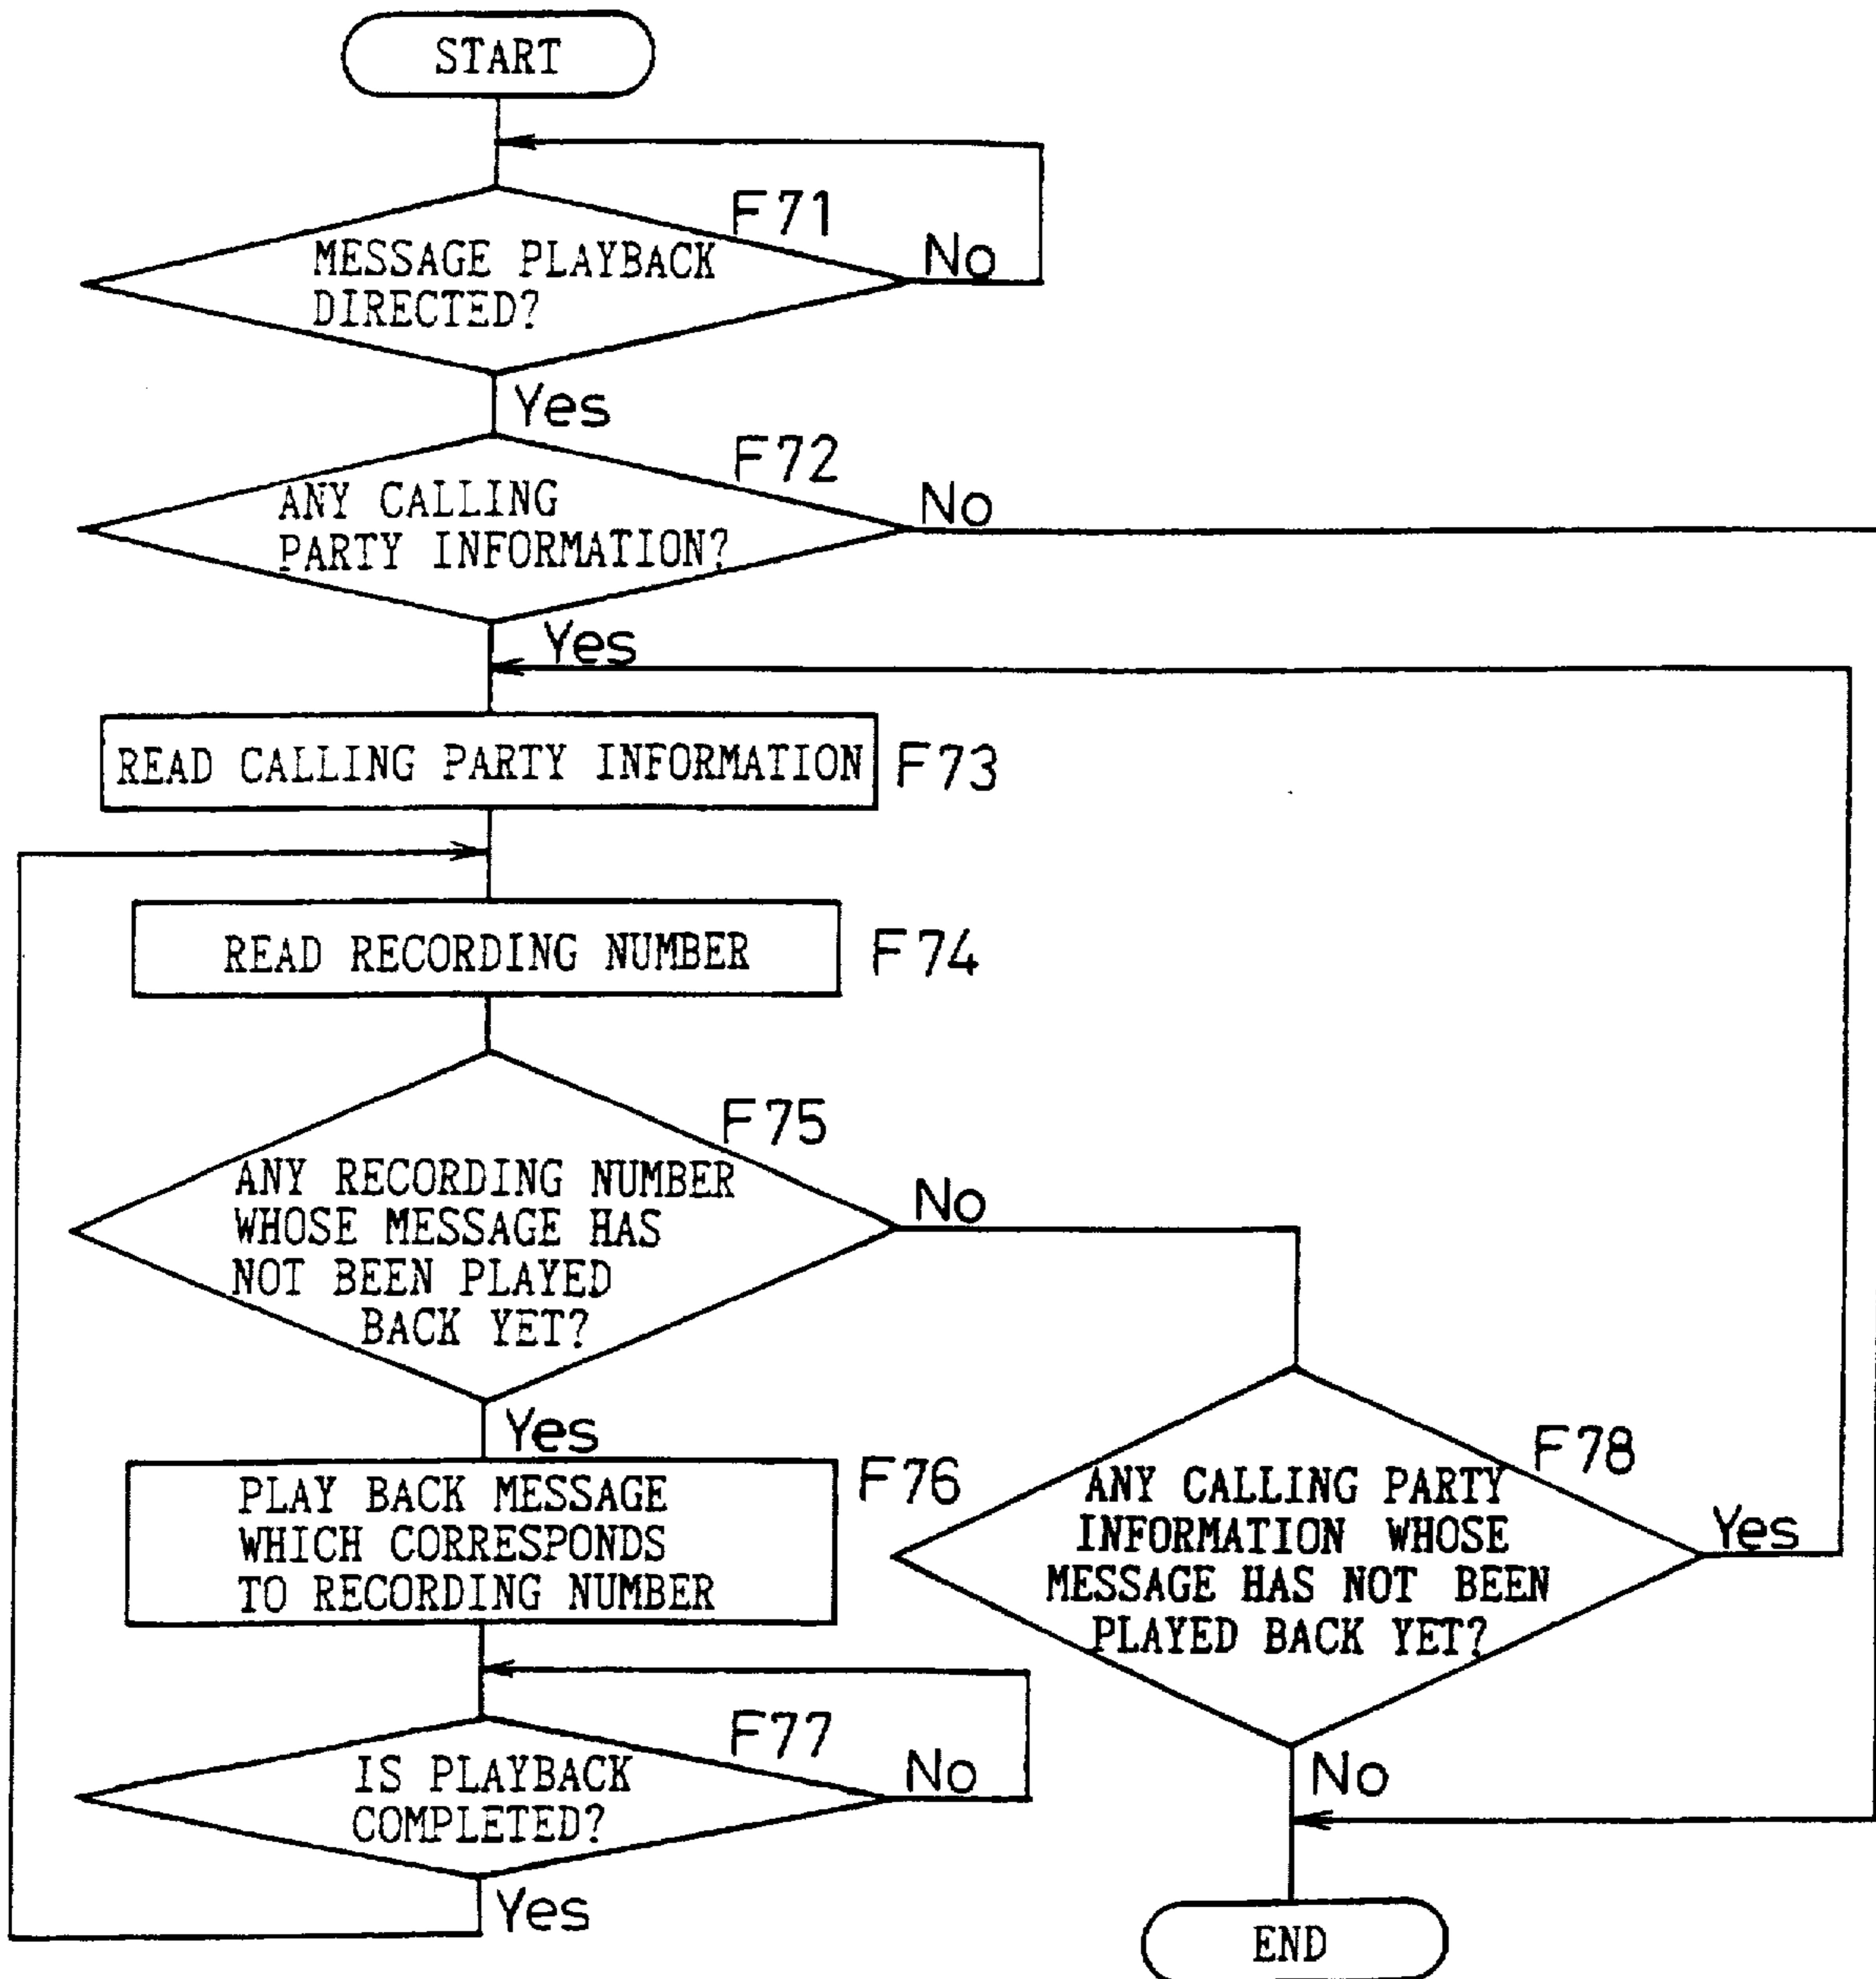 START
F71
MESSAGE PLAYBACK
DIRECTED?
No
Yes
F72
ANY CALLING
PARTY INFORMATION?
No
Yes
READ CALLING PARTY INFORMATION
F73
READ RECORDING NUMBER
F74
F75
ANY RECORDING NUMBER
WHOSE MESSAGE HAS
NOT BEEN PLAYED
BACK YET?
No
Yes
F76
PLAY BACK MESSAGE
WHICH CORRESPONDS
TO RECORDING NUMBER
F78
ANY CALLING PARTY
INFORMATION WHOSE
MESSAGE HAS NOT BEEN
PLAYED BACK YET?
Yes
No
F77
IS PLAYBACK
COMPLETED?
No
Yes
END